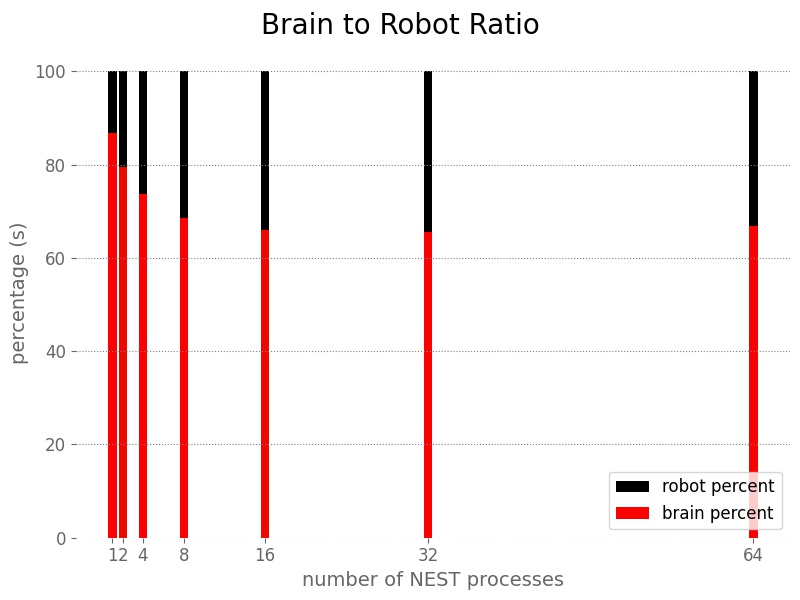 Brain to Robot Ratio
percentage (s)
100
80
60
40
20
0
1 2 4 8 16 32 64
number of NEST processes
robot percent
brain percent